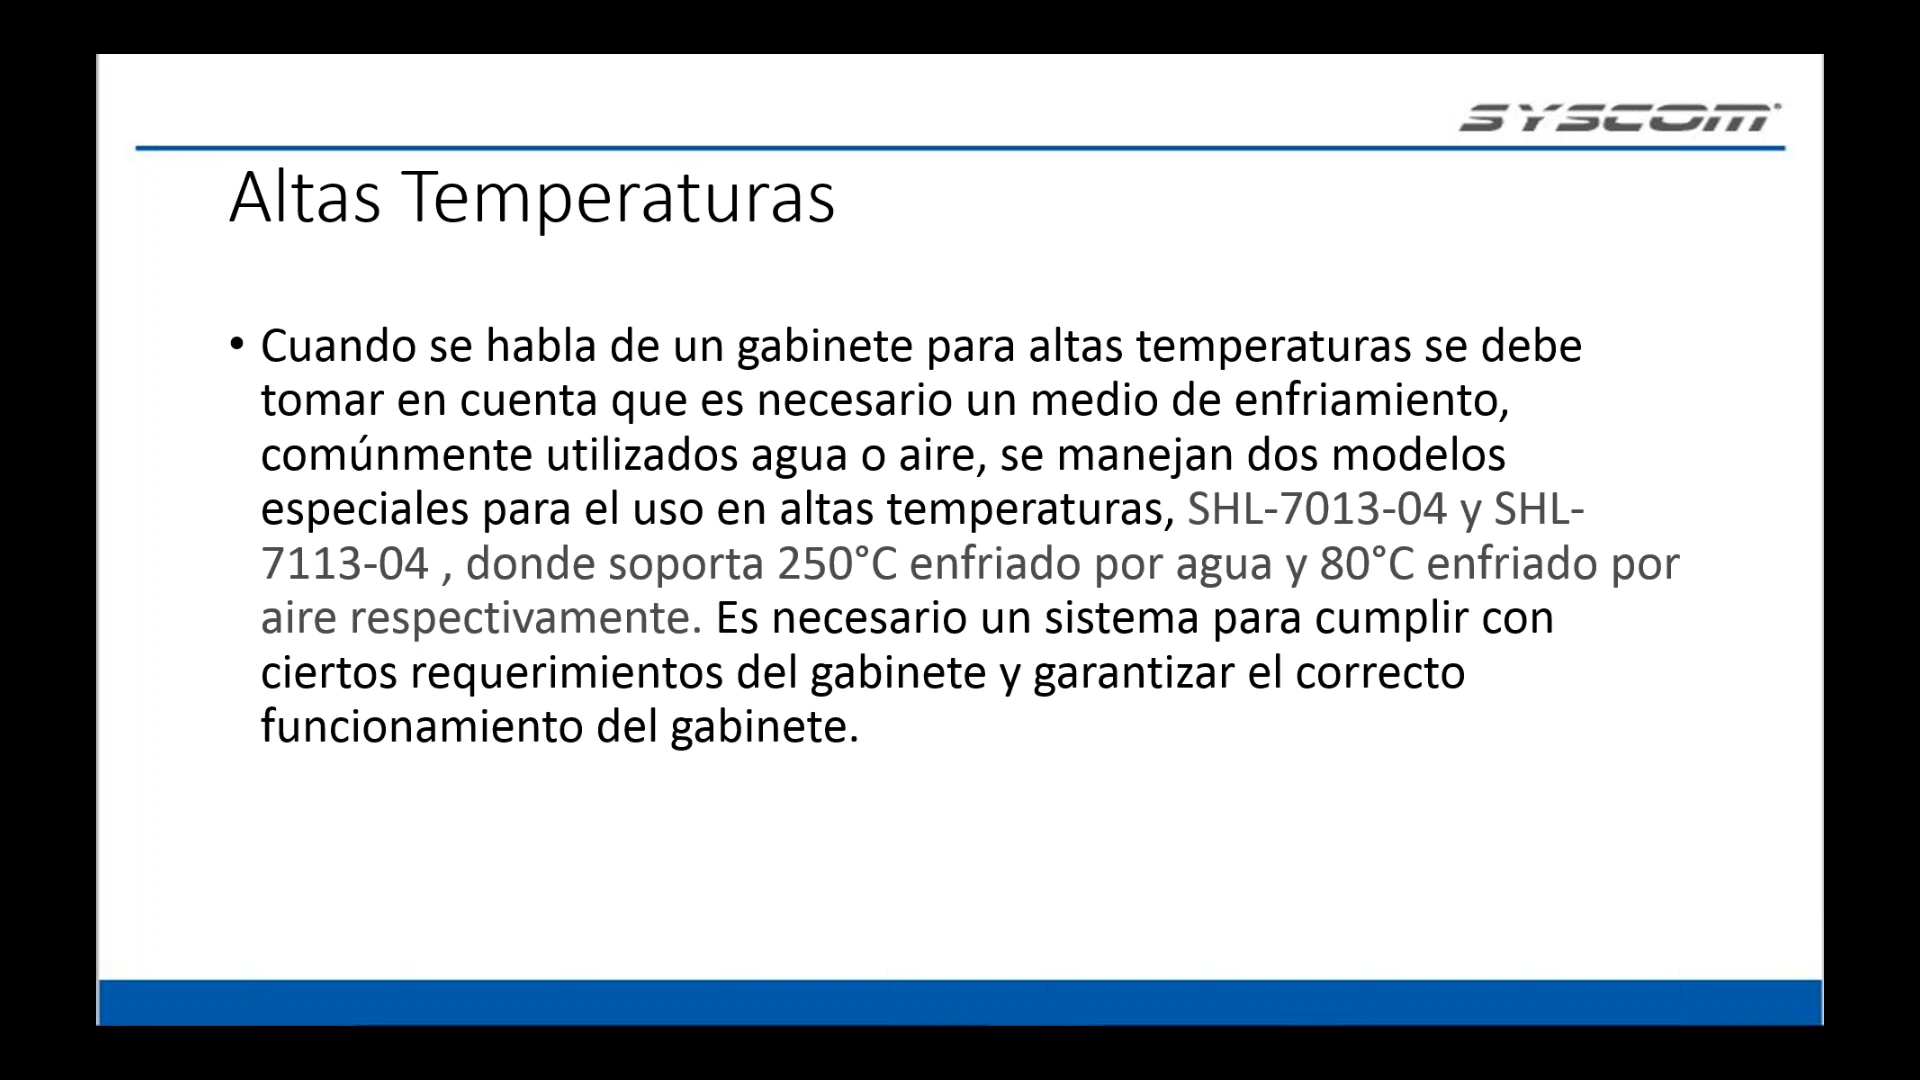 SYSCOM®
Altas Temperaturas
• Cuando se habla de un gabinete para altas temperaturas se debe
tomar en cuenta que es necesario un medio de enfriamiento,
comúnmente utilizados agua o aire, se manejan dos modelos
especiales para el uso en altas temperaturas, SHL-7013-04 y SHL-
7113-04 , donde soporta 250°C enfriado por agua y 80°C enfriado por
aire respectivamente. Es necesario un sistema para cumplir con
ciertos requerimientos del gabinete y garantizar el correcto
funcionamiento del gabinete.